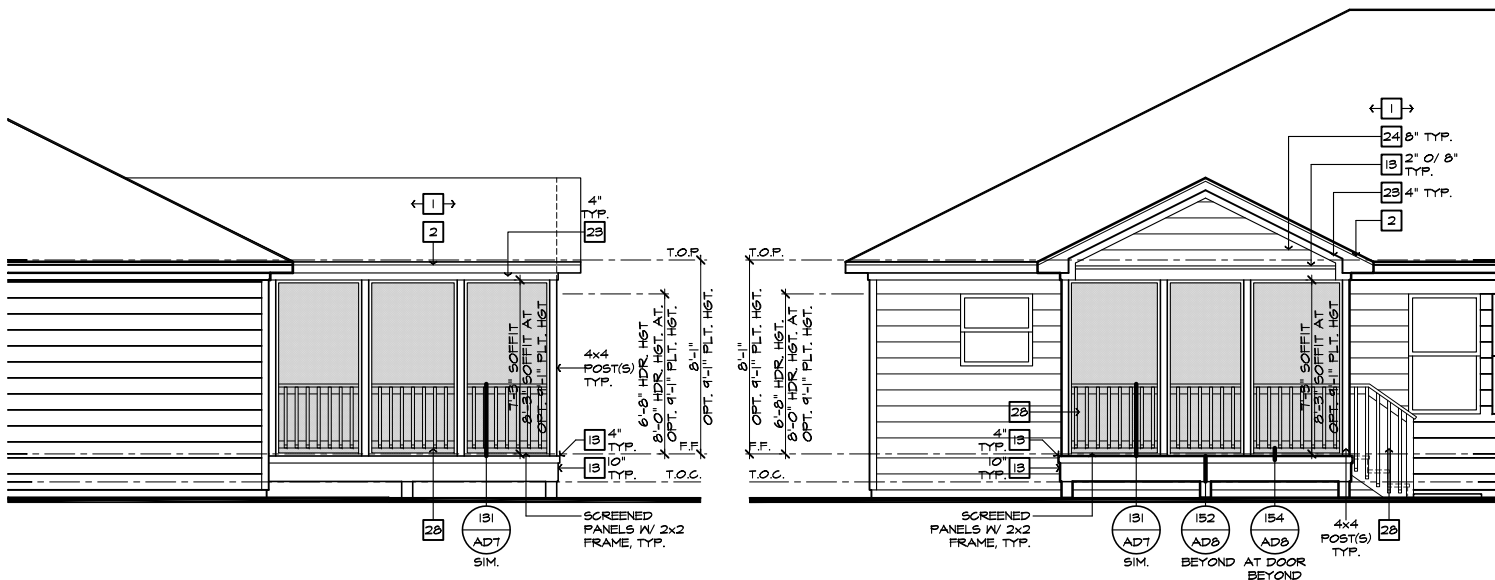 1
2
4"
TYP.
23
T.O.P.
7'-3" SOFFIT
8'-3" SOFFIT AT
OPT. 9'-1" PLT. HGT
4x4
POST(S)
TYP.
6'-8" HDR. HGT
8'-0" HDR. HGT. AT.
OPT. 9'-1" PLT. HGT.
8'-1"
OPT. 9'-1" PLT. HGT.
F.F.
13 4"
TYP.
13 10"
TYP.
T.O.C.
28
131
AD7
SIM.
SCREENED
PANELS W/ 2x2
FRAME, TYP.
1
24 8" TYP.
13 2" O/ 8"
TYP.
23 4" TYP.
2
T.O.P.
8'-1"
OPT. 9'-1" PLT. HGT.
6'-8" HDR. HGT.
8'-0" HDR. HGT. AT
OPT. 9'-1" PLT. HGT.
7'-3" SOFFIT
8'-3" SOFFIT AT
OPT. 9'-1" PLT. HGT
28
4"
TYP.
13
F.F.
10"
TYP.
13
T.O.C.
SCREENED
PANELS W/ 2x2
FRAME, TYP.
131
AD7
SIM.
152
AD8
BEYOND
154
AD8
AT DOOR
BEYOND
4x4
POST(S)
TYP.
28